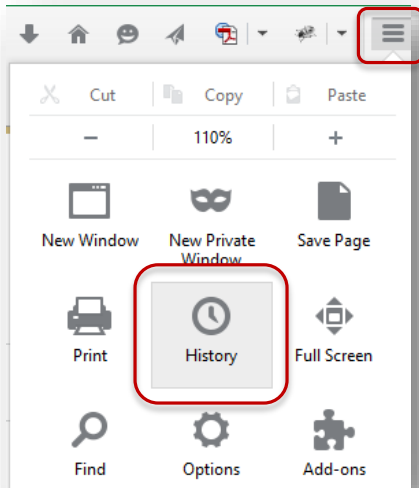 Cut Copy Paste
− 110% +
New Window New Private Window Save Page
Print History Full Screen
Find Options Add-ons